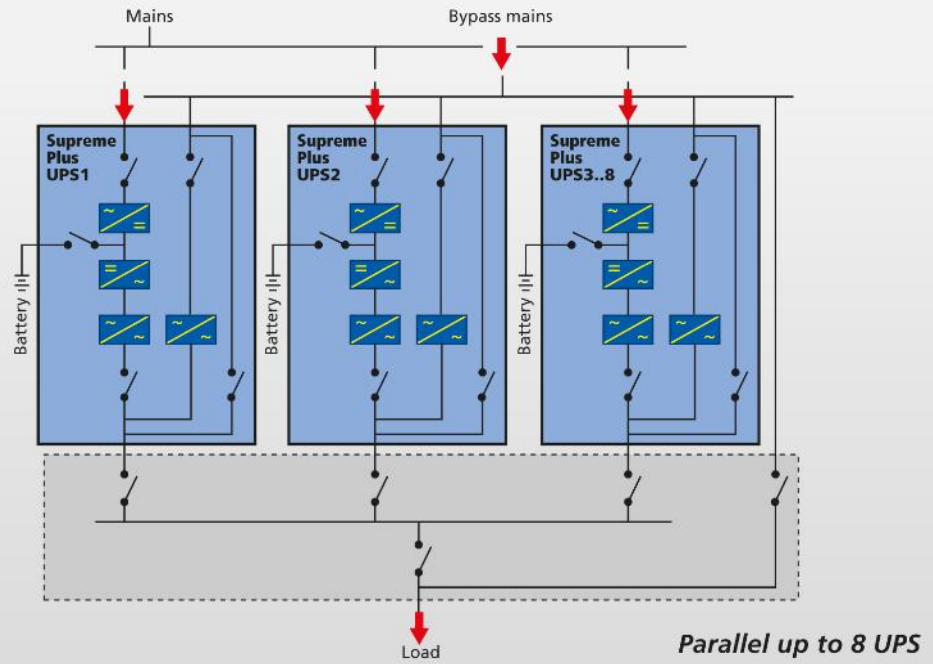 Mains
Bypass mains
Supreme
Plus
UPS1
Supreme
Plus
UPS2
Supreme
Plus
UPS3..8
Battery
Battery
Battery
Load
Parallel up to 8 UPS